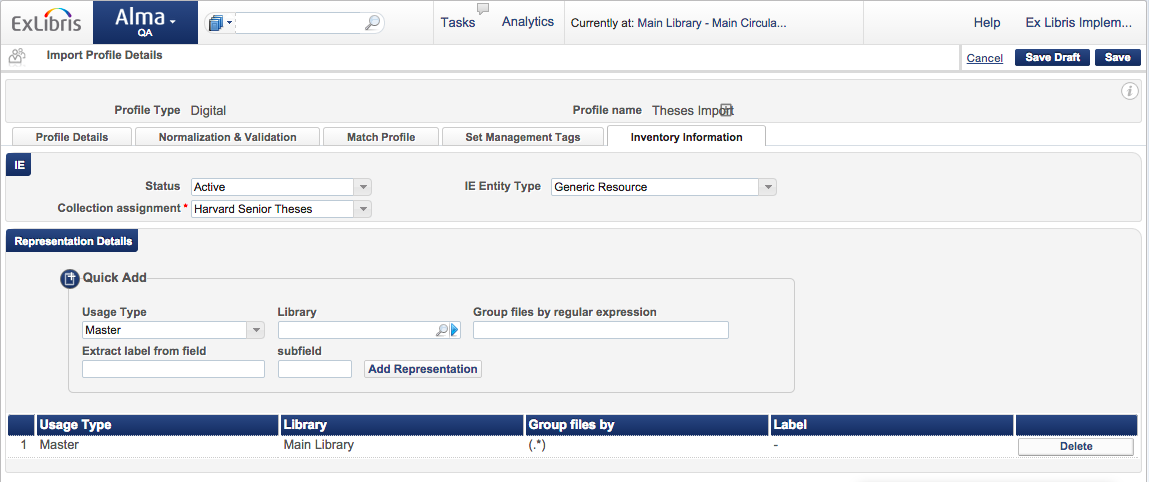 ExLibris Alma QA Tasks Analytics Currently at: Main Library - Main Circula... Help Ex Libris Implem...
Import Profile Details Cancel Save Draft Save
Profile Type Digital Profile name Theses Import
Profile Details Normalization & Validation Match Profile Set Management Tags Inventory Information
IE
Status Active IE Entity Type Generic Resource
Collection assignment * Harvard Senior Theses
Representation Details
Quick Add
Usage Type Library Group files by regular expression
Master
Extract label from field subfield
Add Representation
Usage Type Library Group files by Label
1 Master Main Library (.*) - Delete